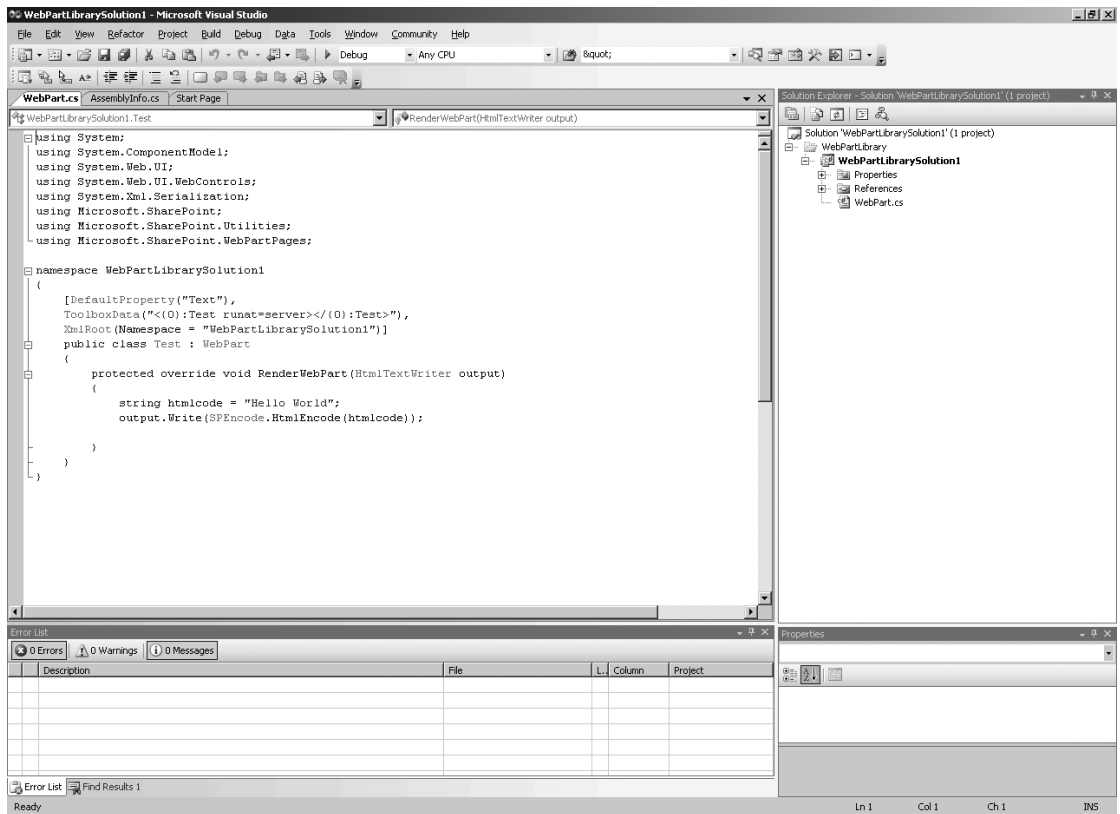 WebPartLibrarySolution1 - Microsoft Visual Studio
File Edit View Refactor Project Build Debug Data Tools Window Community Help
Debug Any CPU &quot;
WebPart.cs AssemblyInfo.cs Start Page
WebPartLibrarySolution1.Test RenderWebPart(HtmlTextWriter output)
using System;
using System.ComponentModel;
using System.Web.UI;
using System.Web.UI.WebControls;
using System.Xml.Serialization;
using Microsoft.SharePoint;
using Microsoft.SharePoint.Utilities;
using Microsoft.SharePoint.WebPartPages;
namespace WebPartLibrarySolution1
{
[DefaultProperty("Text"),
ToolboxData("<{0}:Test runat=server></{0}:Test>"),
XmlRoot(Namespace = "WebPartLibrarySolution1")]
public class Test : WebPart
{
protected override void RenderWebPart(HtmlTextWriter output)
{
string htmlcode = "Hello World";
output.Write(SPEncode.HtmlEncode(htmlcode));
}
}
}
Solution Explorer - Solution 'WebPartLibrarySolution1' (1 project)
Solution 'WebPartLibrarySolution1' (1 project)
WebPartLibrary
WebPartLibrarySolution1
Properties
References
WebPart.cs
Error List
0 Errors 0 Warnings 0 Messages
Description File L.. Column Project
Error List Find Results 1
Properties
Ready Ln 1 Col 1 Ch 1 INS